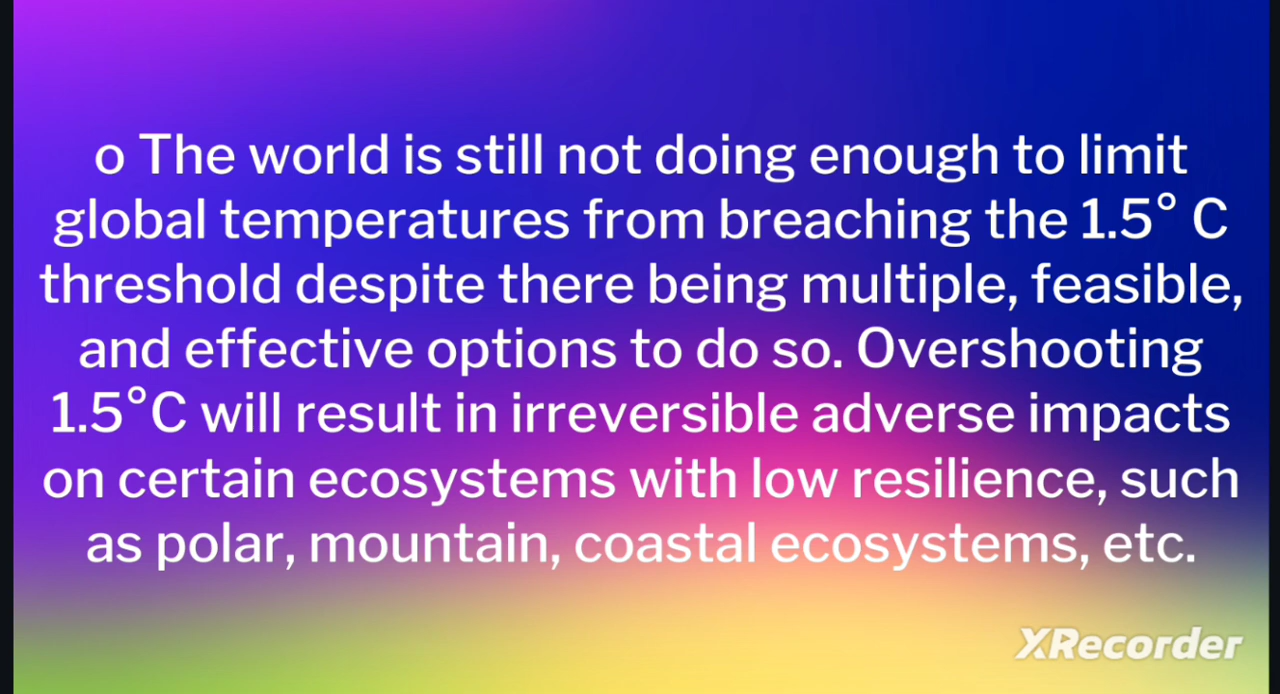 o The world is still not doing enough to limit
global temperatures from breaching the 1.5° C
threshold despite there being multiple, feasible,
and effective options to do so. Overshooting
1.5°C will result in irreversible adverse impacts
on certain ecosystems with low resilience, such
as polar, mountain, coastal ecosystems, etc.
XRecorder